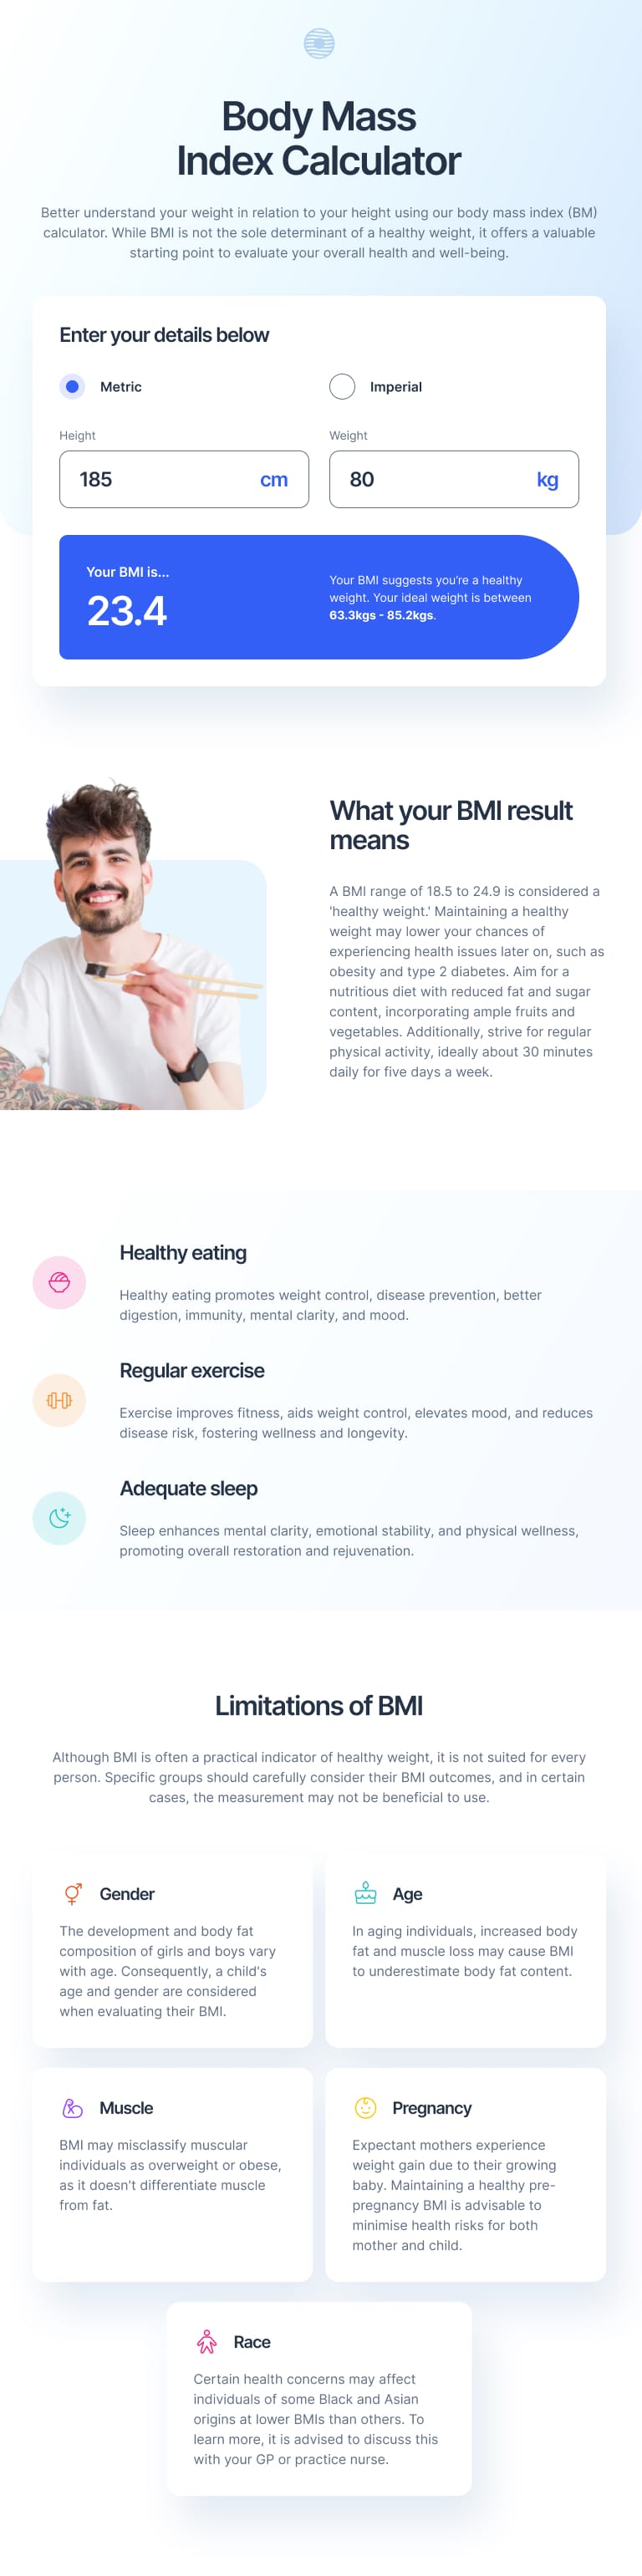 Body Mass
Index Calculator
Better understand your weight in relation to your height using our body mass index (BM)
calculator. While BMI is not the sole determinant of a healthy weight, it offers a valuable
starting point to evaluate your overall health and well-being.
Enter your details below
Metric
Imperial
Height
Weight
185 cm
80 kg
Your BMI is...
23.4
Your BMI suggests you're a healthy
weight. Your ideal weight is between
63.3kgs - 85.2kgs.
What your BMI result
means
A BMI range of 18.5 to 24.9 is considered a
'healthy weight.' Maintaining a healthy
weight may lower your chances of
experiencing health issues later on, such as
obesity and type 2 diabetes. Aim for a
nutritious diet with reduced fat and sugar
content, incorporating ample fruits and
vegetables. Additionally, strive for regular
physical activity, ideally about 30 minutes
daily for five days a week.
Healthy eating
Healthy eating promotes weight control, disease prevention, better
digestion, immunity, mental clarity, and mood.
Regular exercise
Exercise improves fitness, aids weight control, elevates mood, and reduces
disease risk, fostering wellness and longevity.
Adequate sleep
Sleep enhances mental clarity, emotional stability, and physical wellness,
promoting overall restoration and rejuvenation.
Limitations of BMI
Although BMI is often a practical indicator of healthy weight, it is not suited for every
person. Specific groups should carefully consider their BMI outcomes, and in certain
cases, the measurement may not be beneficial to use.
Gender
The development and body fat
composition of girls and boys vary
with age. Consequently, a child's
age and gender are considered
when evaluating their BMI.
Age
In aging individuals, increased body
fat and muscle loss may cause BMI
to underestimate body fat content.
Muscle
BMI may misclassify muscular
individuals as overweight or obese,
as it doesn't differentiate muscle
from fat.
Pregnancy
Expectant mothers experience
weight gain due to their growing
baby. Maintaining a healthy pre-
pregnancy BMI is advisable to
minimise health risks for both
mother and child.
Race
Certain health concerns may affect
individuals of some Black and Asian
origins at lower BMIs than others. To
learn more, it is advised to discuss this
with your GP or practice nurse.